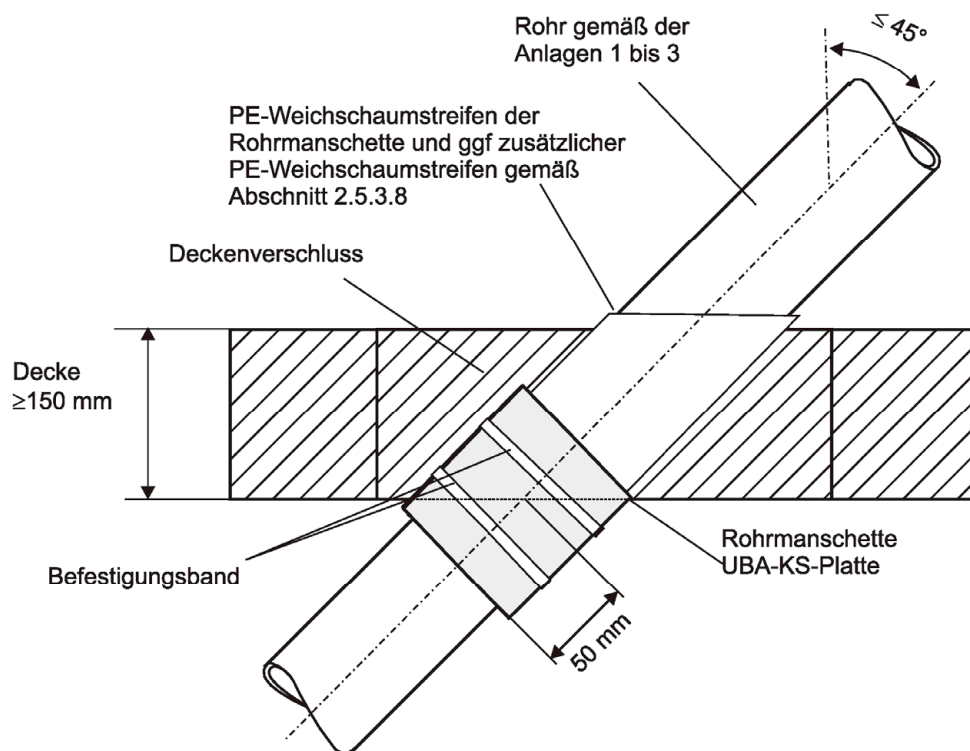 Rohr gemäß der
Anlagen 1 bis 3
≤ 45°
PE-Weichschaumstreifen der
Rohrmanschette und ggf zusätzlicher
PE-Weichschaumstreifen gemäß
Abschnitt 2.5.3.8
Deckenverschluss
Decke
≥150 mm
Rohrmanschette
UBA-KS-Platte
Befestigungsband
50 mm